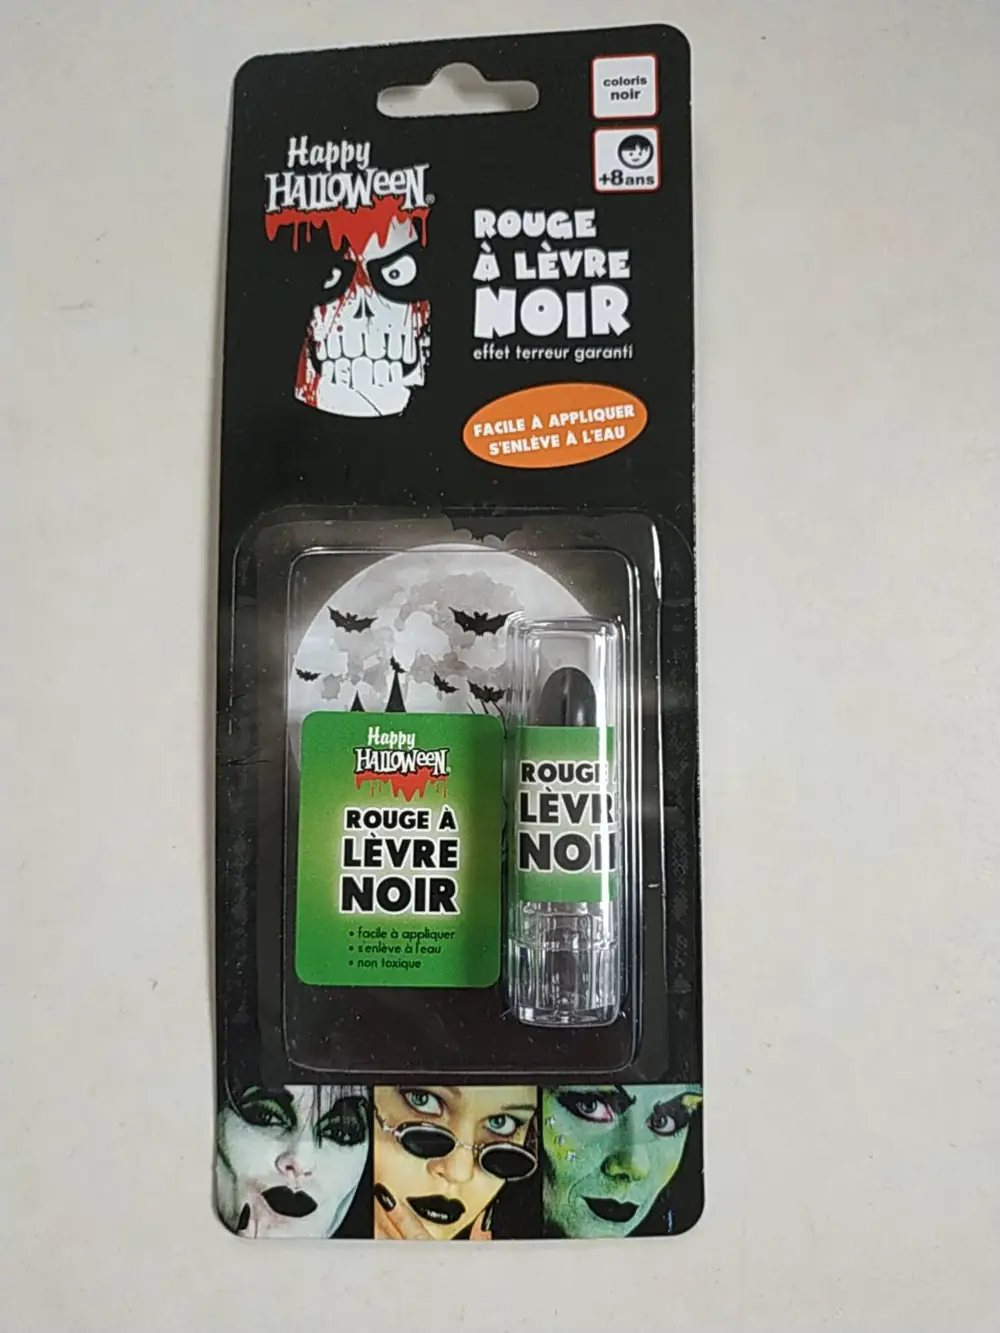 coloris
noir
+8ans
Happy
HALLOWEEN®
ROUGE
À LÈVRE
NOIR
effet terreur garanti
FACILE À APPLIQUER
S'ENLÈVE À L'EAU
Happy
HALLOWEEN®
ROUGE À
LÈVRE
NOIR
• facile à appliquer
• s'enlève à l'eau
• non toxique
ROUGE
LÈVR
NOI